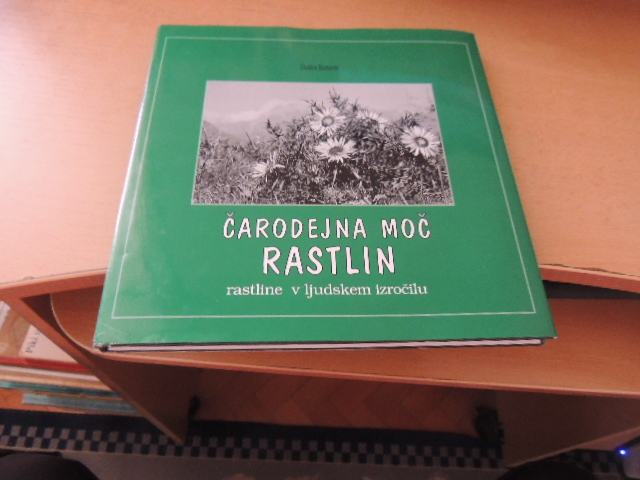 ČARODEJNA MOČ
RASTLIN
rastline v ljudskem izročilu